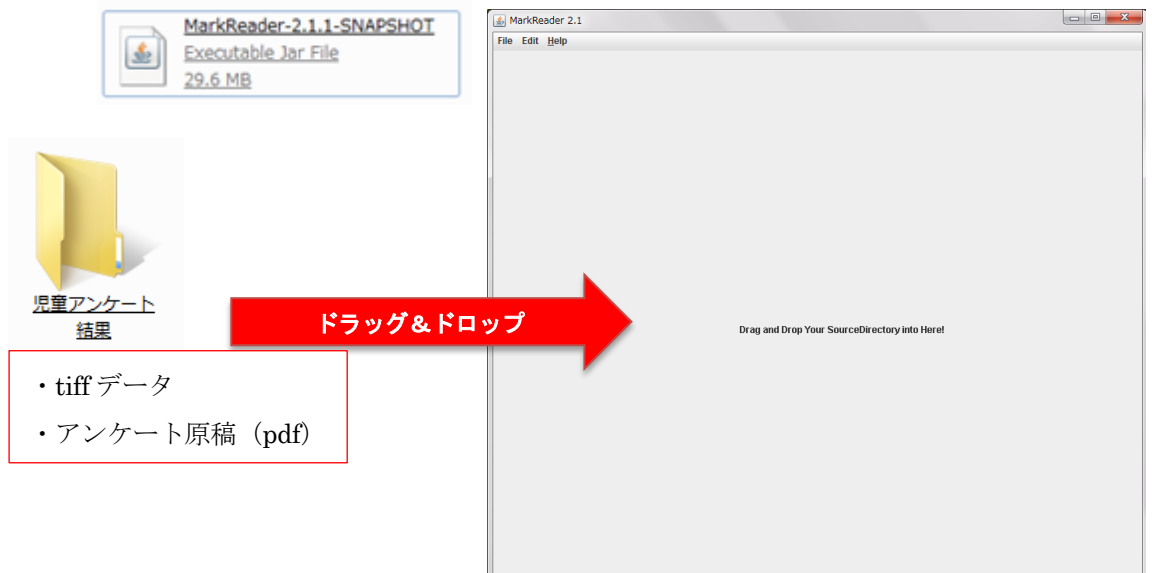 MarkReader-2.1.1-SNAPSHOT
Executable Jar File
29.6 MB
児童アンケート
結果
・tiff データ
・アンケート原稿（pdf）
ドラッグ＆ドロップ
MarkReader 2.1
File Edit Help
Drag and Drop Your SourceDirectory into Here!